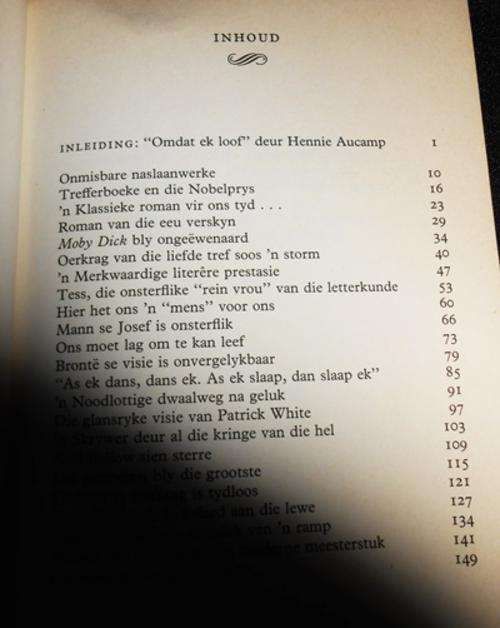 INHOUD
INLEIDING: "Omdat ek loof" deur Hennie Aucamp 1
Onmisbare naslaanwerke 10
Trefferboeke en die Nobelprys 16
'n Klassieke roman vir ons tyd . . . 23
Roman van die eeu verskyn 29
Moby Dick bly ongeëwenaard 34
Oerkrag van die liefde tref soos 'n storm 40
'n Merkwaardige literêre prestasie 47
Tess, die onsterflike "rein vrou" van die letterkunde 53
Hier het ons 'n "mens" voor ons 60
Mann se Josef is onsterflik 66
Ons moet lag om te kan leef 73
Brontë se visie is onvergelykbaar 79
"As ek dans, dans ek. As ek slaap, dan slaap ek" 85
'n Noodlottige dwaalweg na geluk 91
Die glansryke visie van Patrick White 97
'n Skrywer deur al die kringe van die hel 103
sien sterre 109
bly die grootste 115
is tydloos 121
aan die lewe 127
van 'n ramp 134
meesterstuk 141
149